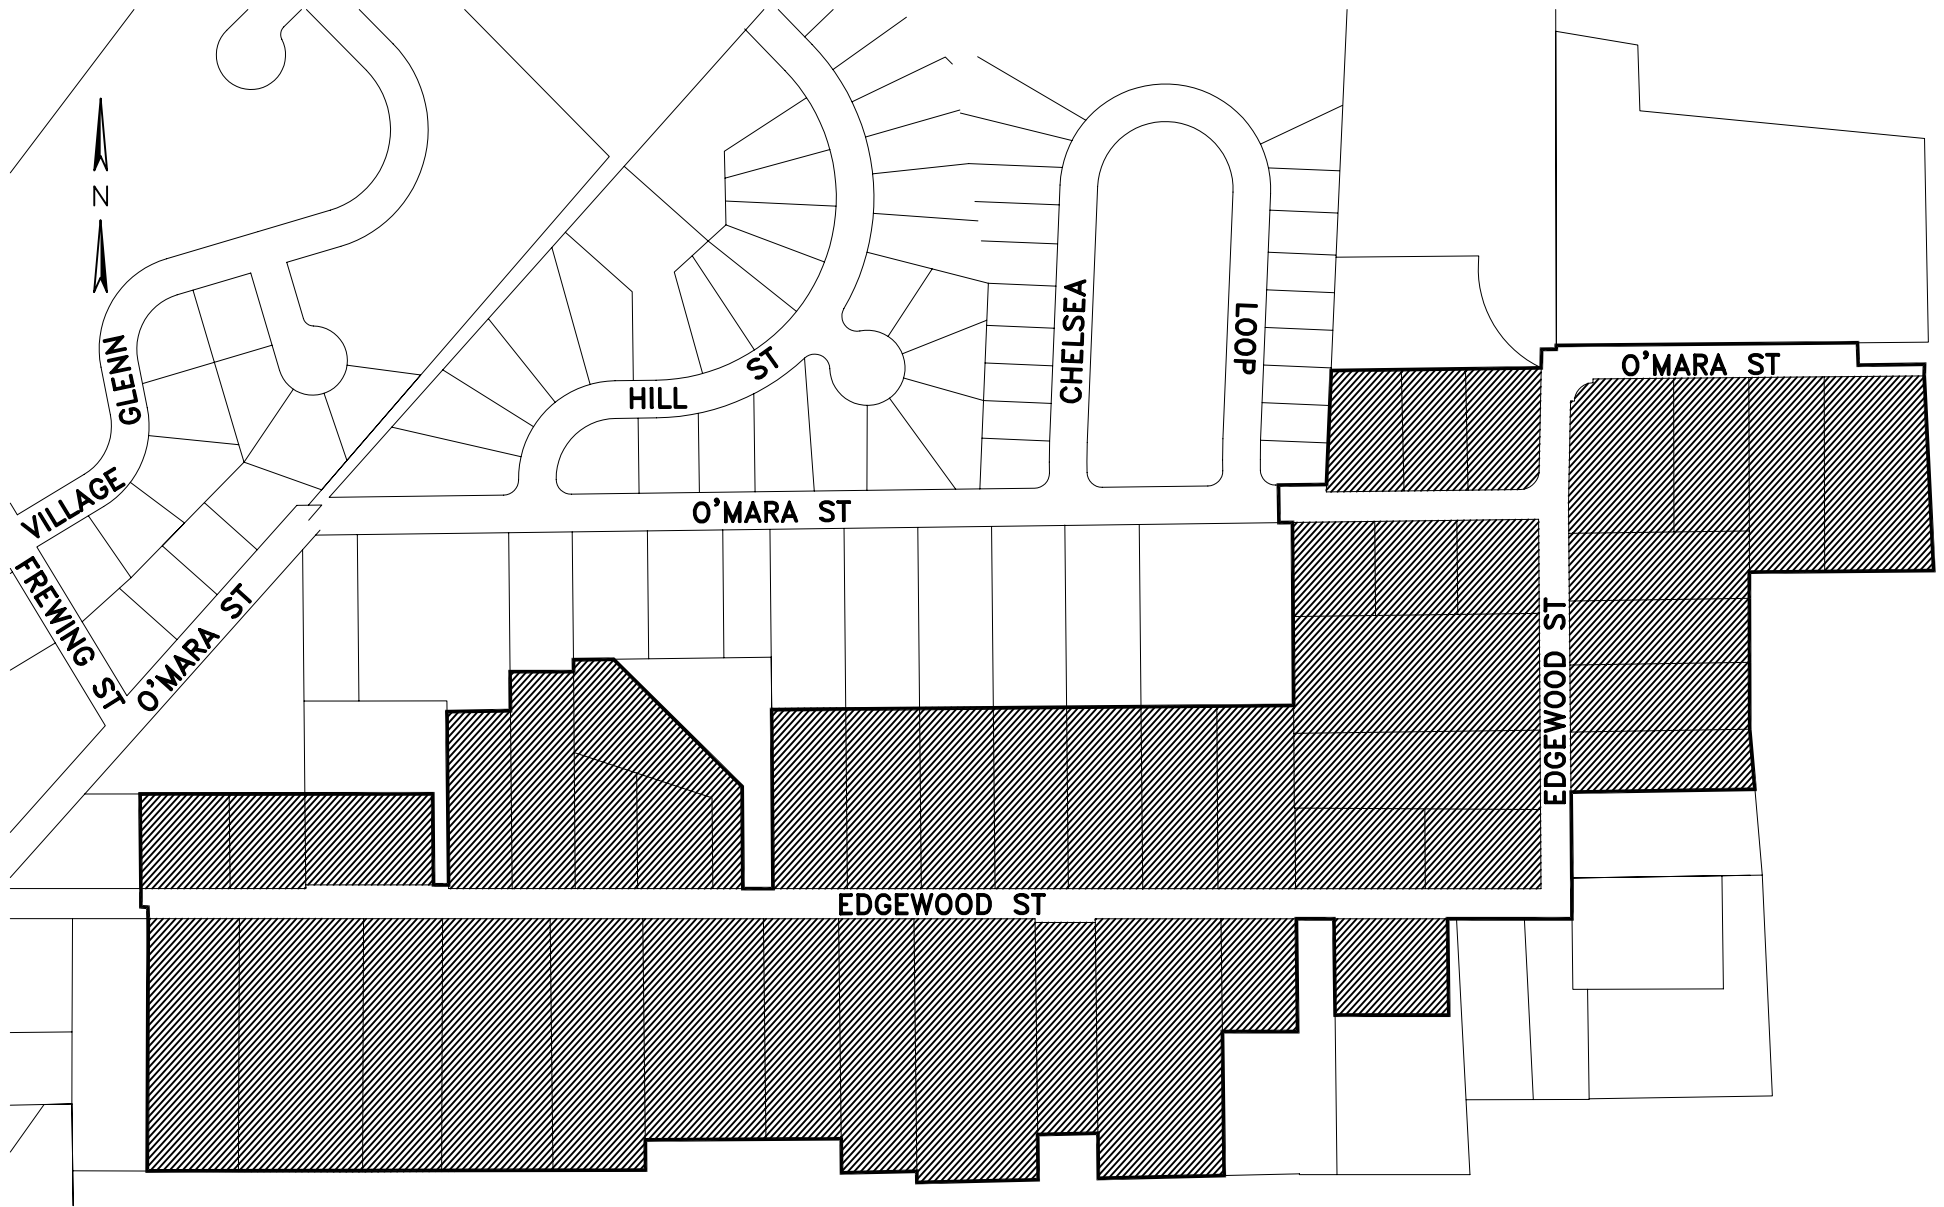 N
GLENN
VILLAGE
FREWING ST
O'MARA ST
HILL
ST
CHELSEA
LOOP
O'MARA ST
O'MARA ST
EDGEWOOD ST
EDGEWOOD ST